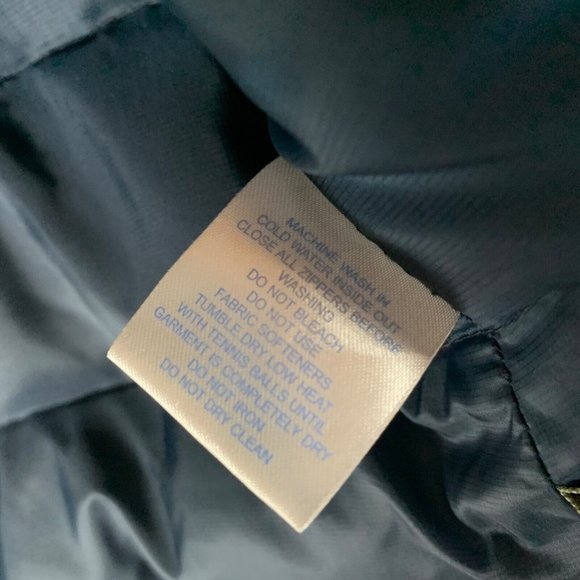 MACHINE WASH IN
COLD WATER INSIDE OUT
CLOSE ALL ZIPPERS BEFORE
WASHING
DO NOT BLEACH
DO NOT USE
FABRIC SOFTENERS
TUMBLE DRY LOW HEAT
WITH TENNIS BALLS UNTIL
GARMENT IS COMPLETELY DRY
DO NOT IRON
DO NOT DRY CLEAN